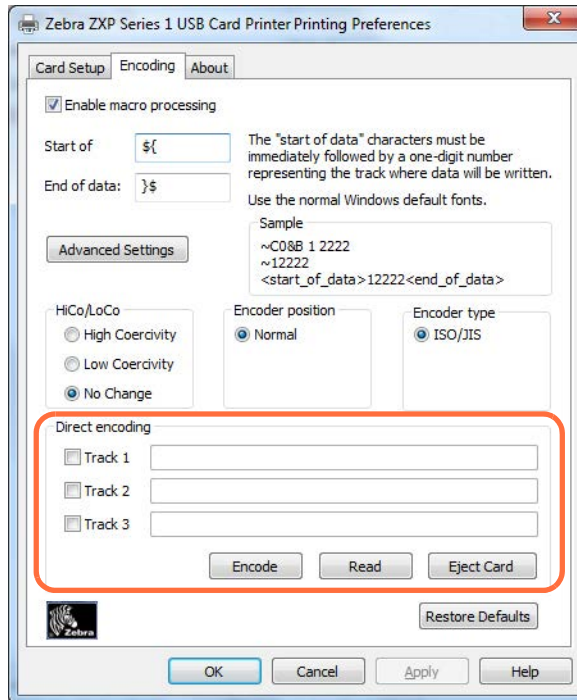 Zebra ZXP Series 1 USB Card Printer Printing Preferences
Card Setup Encoding About
Enable macro processing
Start of ${
End of data: }$
The "start of data" characters must be
immediately followed by a one-digit number
representing the track where data will be written.
Use the normal Windows default fonts.
Advanced Settings
Sample
~C0&B 1 2222
~12222
<start_of_data>12222<end_of_data>
HiCo/LoCo
High Coercivity
Low Coercivity
No Change
Encoder position
Normal
Encoder type
ISO/JIS
Direct encoding
Track 1
Track 2
Track 3
Encode Read Eject Card
Zebra
Restore Defaults
OK Cancel Apply Help